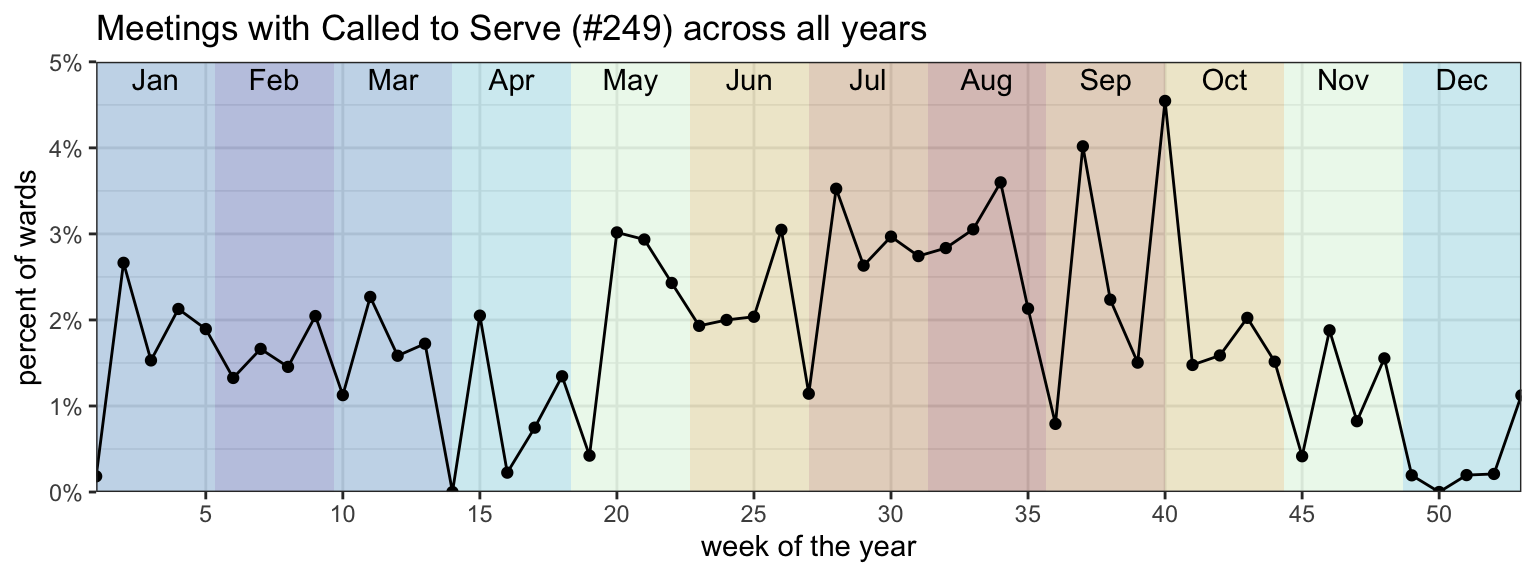 Meetings with Called to Serve (#249) across all years
5%
Jan Feb Mar Apr May Jun Jul Aug Sep Oct Nov Dec
4%
3%
2%
1%
0%
percent of wards
5 10 15 20 25 30 35 40 45 50
week of the year